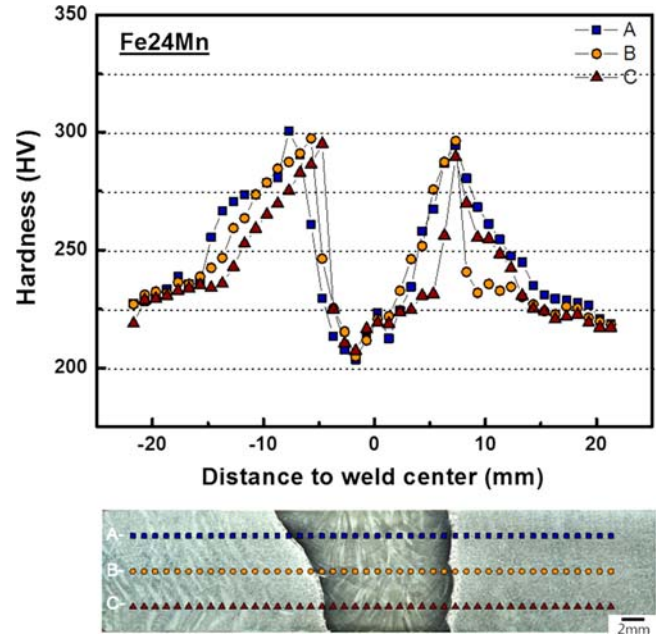 Fe24Mn
A
B
C
Hardness (HV)
350
300
250
200
-20
-10
0
10
20
Distance to weld center (mm)
A-
B-
C-
2mm